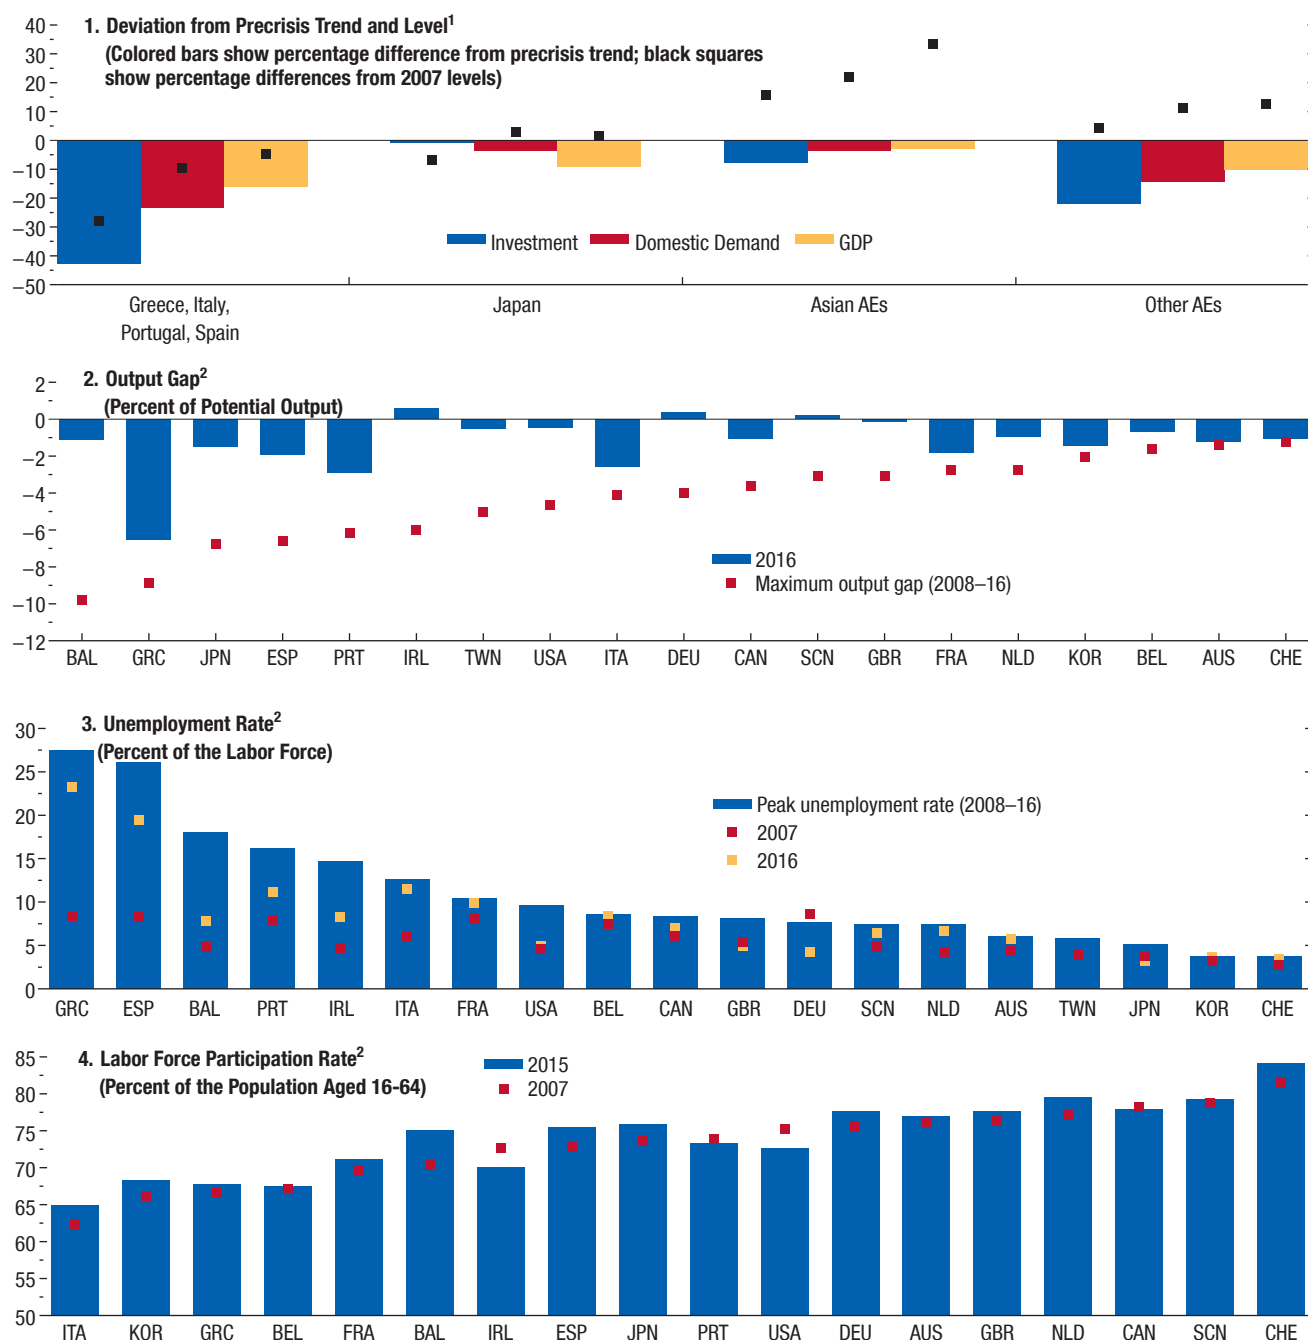 1. Deviation from Precrisis Trend and Level1
(Colored bars show percentage difference from precrisis trend; black squares
show percentage differences from 2007 levels)
40
30
20
10
0
–10
–20
–30
–40
–50
Investment
Domestic Demand
GDP
Greece, Italy,
Portugal, Spain
Japan
Asian AEs
Other AEs
2. Output Gap2
(Percent of Potential Output)
2
0
–2
–4
–6
–8
–10
–12
2016
Maximum output gap (2008–16)
BAL GRC JPN ESP PRT IRL TWN USA ITA DEU CAN SCN GBR FRA NLD KOR BEL AUS CHE
3. Unemployment Rate2
(Percent of the Labor Force)
30
25
20
15
10
5
0
Peak unemployment rate (2008–16)
2007
2016
GRC ESP BAL PRT IRL ITA FRA USA BEL CAN GBR DEU SCN NLD AUS TWN JPN KOR CHE
4. Labor Force Participation Rate2
(Percent of the Population Aged 16-64)
2015
2007
85
80
75
70
65
60
55
50
ITA KOR GRC BEL FRA BAL IRL ESP JPN PRT USA DEU AUS GBR NLD CAN SCN CHE